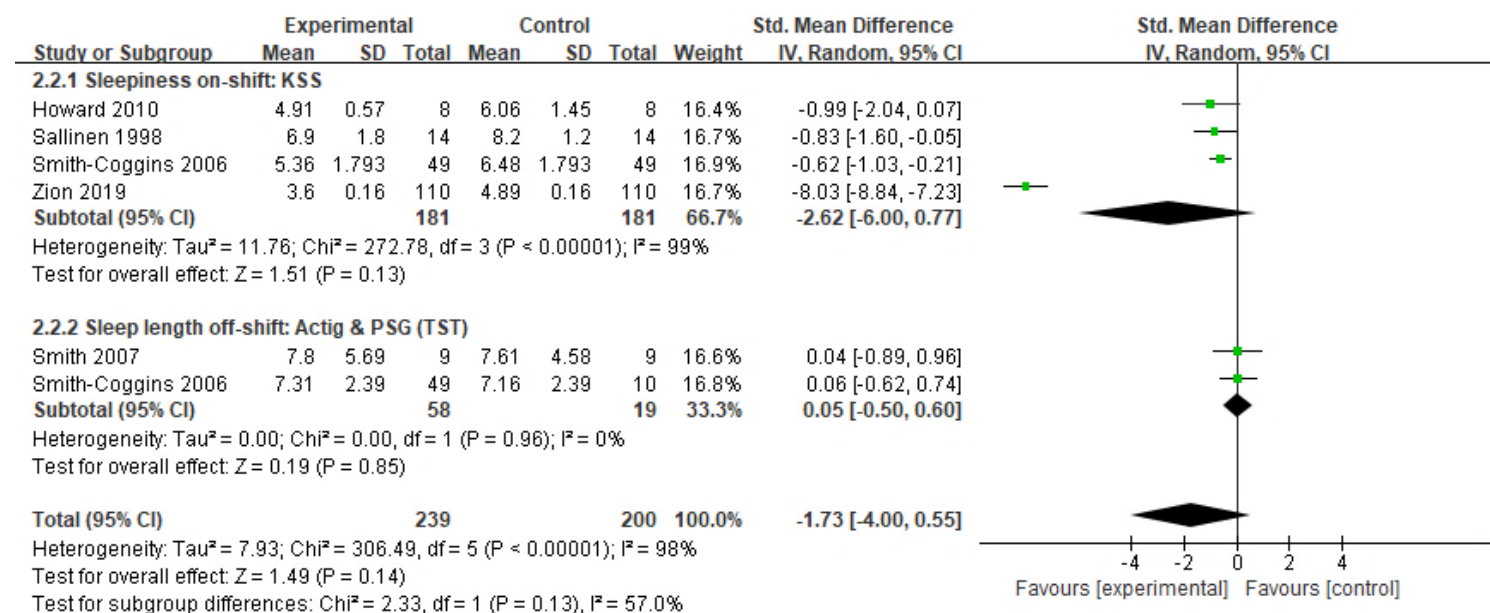 Experimental Control Std. Mean Difference Std. Mean Difference
Study or Subgroup Mean SD Total Mean SD Total Weight IV, Random, 95% CI IV, Random, 95% CI
2.2.1 Sleepiness on-shift: KSS
Howard 2010 4.91 0.57 8 6.06 1.45 8 16.4% -0.99 [-2.04, 0.07]
Sallinen 1998 6.9 1.8 14 8.2 1.2 14 16.7% -0.83 [-1.60, -0.05]
Smith-Coggins 2006 5.36 1.793 49 6.48 1.793 49 16.9% -0.62 [-1.03, -0.21]
Zion 2019 3.6 0.16 110 4.89 0.16 110 16.7% -8.03 [-8.84, -7.23]
Subtotal (95% CI) 181 181 66.7% -2.62 [-6.00, 0.77]
Heterogeneity: Tau² = 11.76; Chi² = 272.78, df = 3 (P < 0.00001); I² = 99%
Test for overall effect: Z = 1.51 (P = 0.13)
2.2.2 Sleep length off-shift: Actig & PSG (TST)
Smith 2007 7.8 5.69 9 7.61 4.58 9 16.6% 0.04 [-0.89, 0.96]
Smith-Coggins 2006 7.31 2.39 49 7.16 2.39 10 16.8% 0.06 [-0.62, 0.74]
Subtotal (95% CI) 58 19 33.3% 0.05 [-0.50, 0.60]
Heterogeneity: Tau² = 0.00; Chi² = 0.00, df = 1 (P = 0.96); I² = 0%
Test for overall effect: Z = 0.19 (P = 0.85)
Total (95% CI) 239 200 100.0% -1.73 [-4.00, 0.55]
Heterogeneity: Tau² = 7.93; Chi² = 306.49, df = 5 (P < 0.00001); I² = 98%
Test for overall effect: Z = 1.49 (P = 0.14)
Test for subgroup differences: Chi² = 2.33, df = 1 (P = 0.13), I² = 57.0%
-4 -2 0 2 4
Favours [experimental] Favours [control]